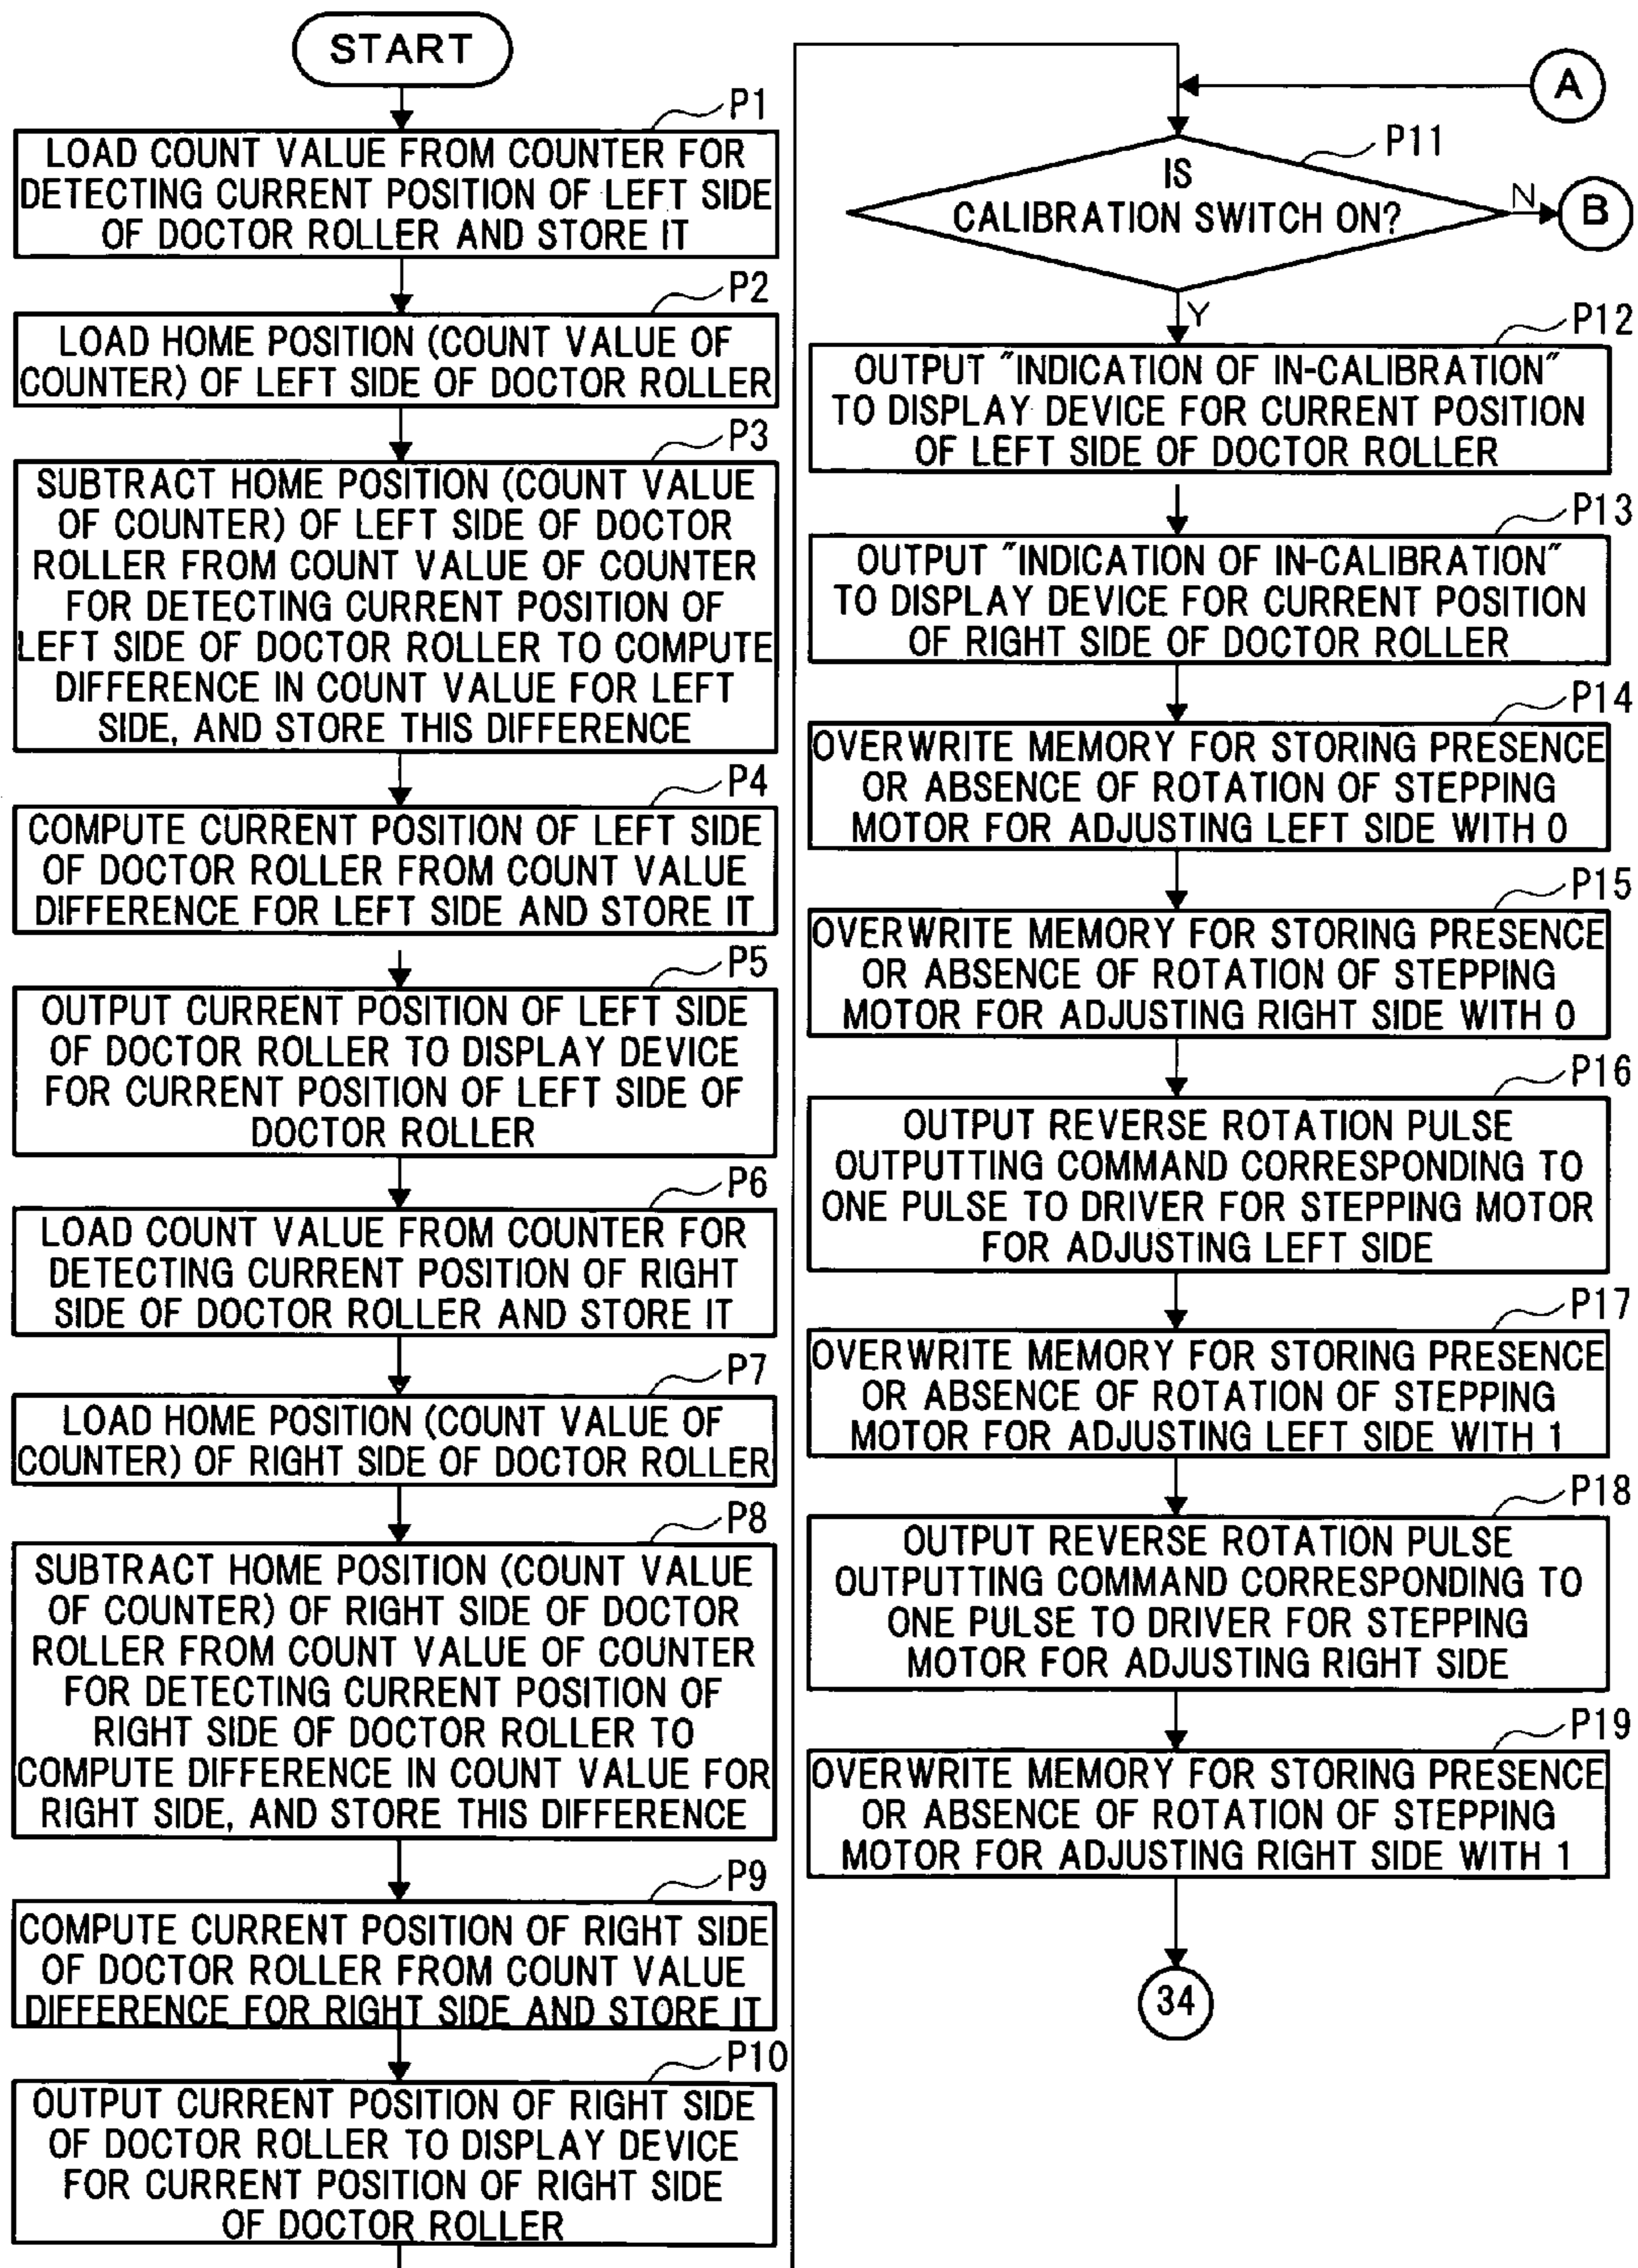 START
P1
LOAD COUNT VALUE FROM COUNTER FOR
DETECTING CURRENT POSITION OF LEFT SIDE
OF DOCTOR ROLLER AND STORE IT
P2
LOAD HOME POSITION (COUNT VALUE OF
COUNTER) OF LEFT SIDE OF DOCTOR ROLLER
P3
SUBTRACT HOME POSITION (COUNT VALUE
OF COUNTER) OF LEFT SIDE OF DOCTOR
ROLLER FROM COUNT VALUE OF COUNTER
FOR DETECTING CURRENT POSITION OF
LEFT SIDE OF DOCTOR ROLLER TO COMPUTE
DIFFERENCE IN COUNT VALUE FOR LEFT
SIDE, AND STORE THIS DIFFERENCE
P4
COMPUTE CURRENT POSITION OF LEFT SIDE
OF DOCTOR ROLLER FROM COUNT VALUE
DIFFERENCE FOR LEFT SIDE AND STORE IT
P5
OUTPUT CURRENT POSITION OF LEFT SIDE
OF DOCTOR ROLLER TO DISPLAY DEVICE
FOR CURRENT POSITION OF LEFT SIDE OF
DOCTOR ROLLER
P6
LOAD COUNT VALUE FROM COUNTER FOR
DETECTING CURRENT POSITION OF RIGHT
SIDE OF DOCTOR ROLLER AND STORE IT
P7
LOAD HOME POSITION (COUNT VALUE OF
COUNTER) OF RIGHT SIDE OF DOCTOR ROLLER
P8
SUBTRACT HOME POSITION (COUNT VALUE
OF COUNTER) OF RIGHT SIDE OF DOCTOR
ROLLER FROM COUNT VALUE OF COUNTER
FOR DETECTING CURRENT POSITION OF
RIGHT SIDE OF DOCTOR ROLLER TO
COMPUTE DIFFERENCE IN COUNT VALUE FOR
RIGHT SIDE, AND STORE THIS DIFFERENCE
P9
COMPUTE CURRENT POSITION OF RIGHT SIDE
OF DOCTOR ROLLER FROM COUNT VALUE
DIFFERENCE FOR RIGHT SIDE AND STORE IT
P10
OUTPUT CURRENT POSITION OF RIGHT SIDE
OF DOCTOR ROLLER TO DISPLAY DEVICE
FOR CURRENT POSITION OF RIGHT SIDE
OF DOCTOR ROLLER
A
P11
IS
CALIBRATION SWITCH ON?
N
B
Y
P12
OUTPUT "INDICATION OF IN-CALIBRATION"
TO DISPLAY DEVICE FOR CURRENT POSITION
OF LEFT SIDE OF DOCTOR ROLLER
P13
OUTPUT "INDICATION OF IN-CALIBRATION"
TO DISPLAY DEVICE FOR CURRENT POSITION
OF RIGHT SIDE OF DOCTOR ROLLER
P14
OVERWRITE MEMORY FOR STORING PRESENCE
OR ABSENCE OF ROTATION OF STEPPING
MOTOR FOR ADJUSTING LEFT SIDE WITH 0
P15
OVERWRITE MEMORY FOR STORING PRESENCE
OR ABSENCE OF ROTATION OF STEPPING
MOTOR FOR ADJUSTING RIGHT SIDE WITH 0
P16
OUTPUT REVERSE ROTATION PULSE
OUTPUTTING COMMAND CORRESPONDING TO
ONE PULSE TO DRIVER FOR STEPPING MOTOR
FOR ADJUSTING LEFT SIDE
P17
OVERWRITE MEMORY FOR STORING PRESENCE
OR ABSENCE OF ROTATION OF STEPPING
MOTOR FOR ADJUSTING LEFT SIDE WITH 1
P18
OUTPUT REVERSE ROTATION PULSE
OUTPUTTING COMMAND CORRESPONDING TO
ONE PULSE TO DRIVER FOR STEPPING
MOTOR FOR ADJUSTING RIGHT SIDE
P19
OVERWRITE MEMORY FOR STORING PRESENCE
OR ABSENCE OF ROTATION OF STEPPING
MOTOR FOR ADJUSTING RIGHT SIDE WITH 1
34